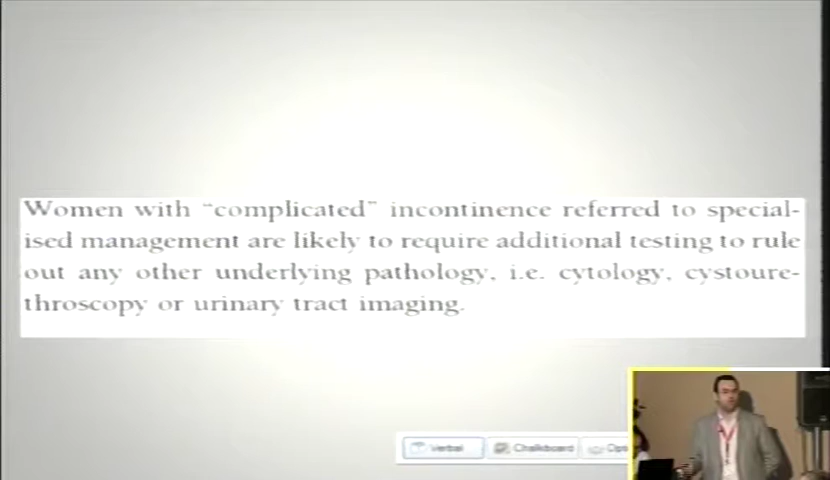 Women with “complicated” incontinence referred to special-
ised management are likely to require additional testing to rule
out any other underlying pathology, i.e. cytology, cystoure-
throscopy or urinary tract imaging.
Verbal
Chalkboard